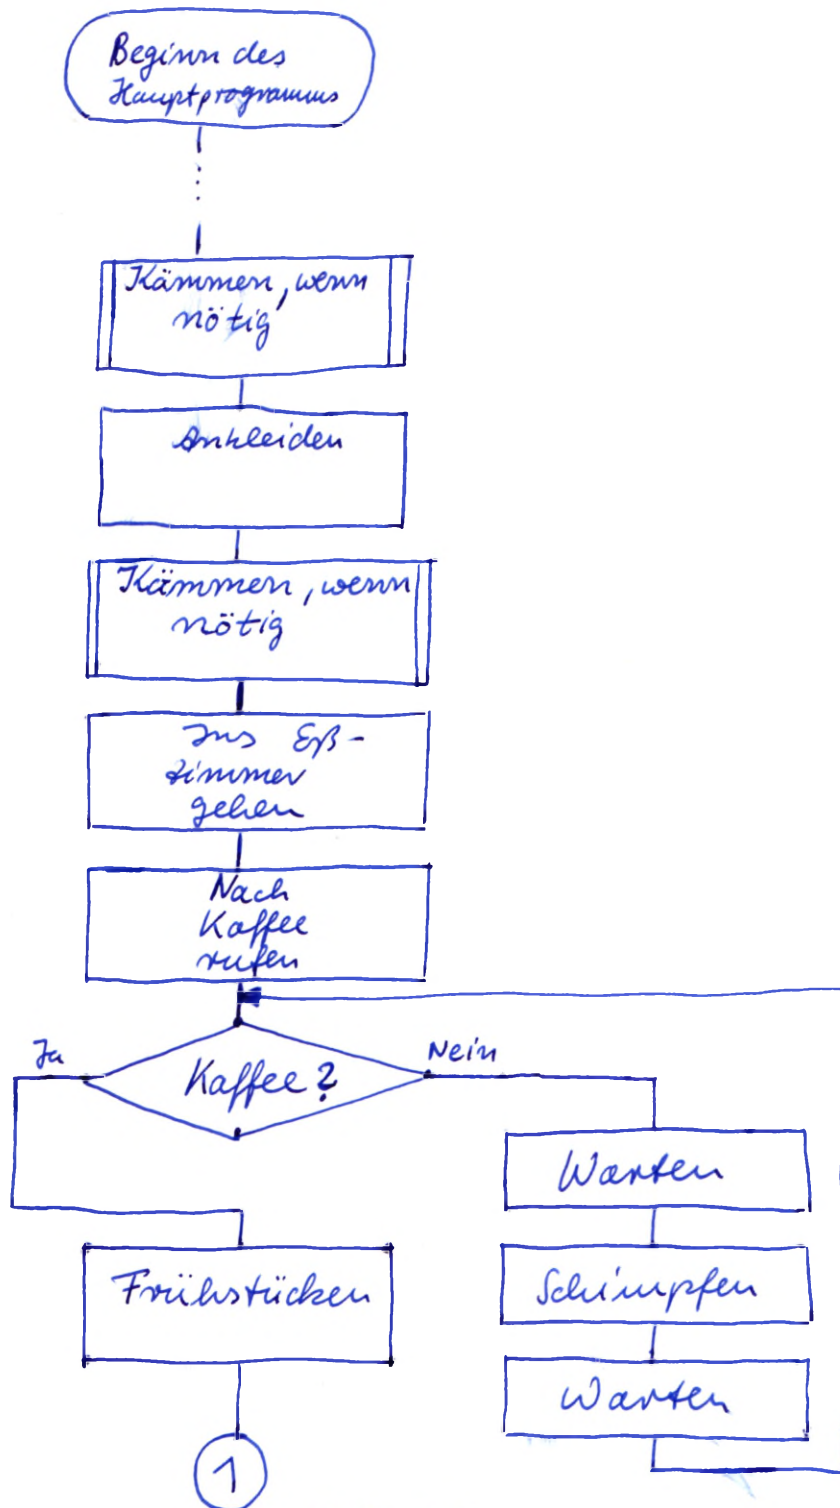 Beginn des
Hauptprogramms
Kämmen, wenn
nötig
Ankleiden
Kämmen, wenn
nötig
Ins Eß-
zimmer
gehen
Nach
Kaffee
rufen
Ja
Kaffee?
Nein
Warten
Schimpfen
Warten
Frühstücken
1